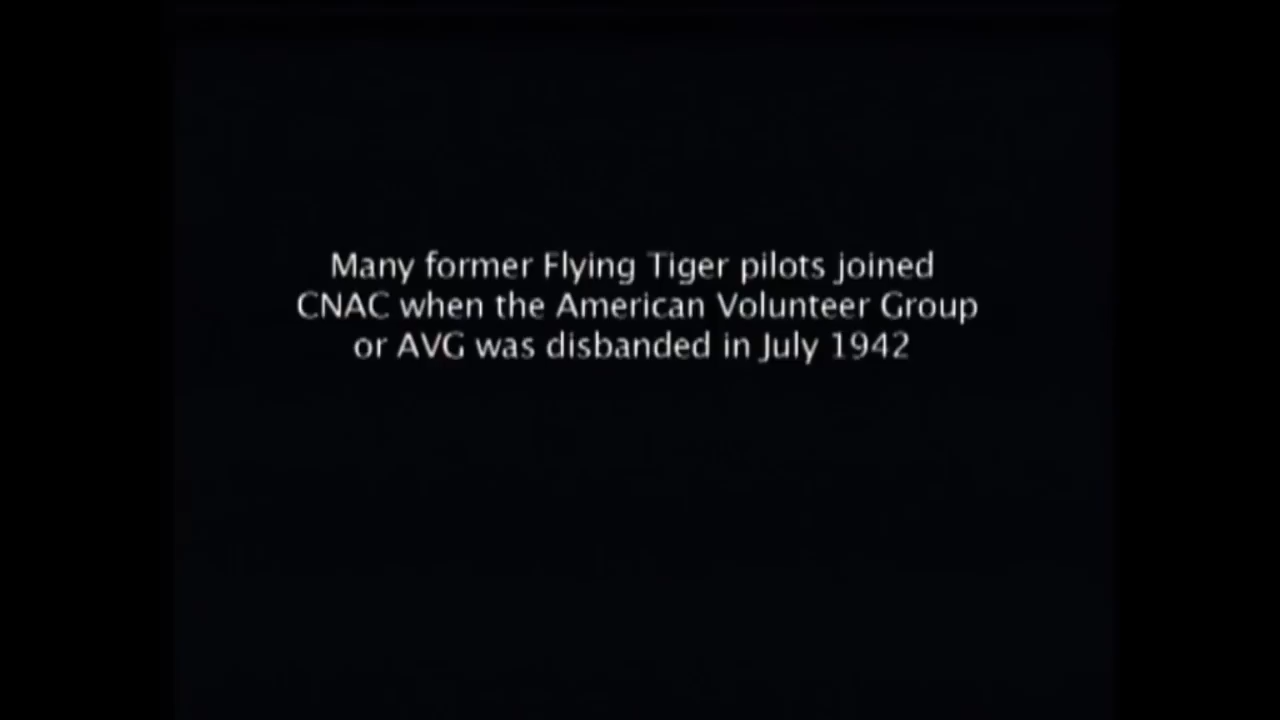 Many former Flying Tiger pilots joined
CNAC when the American Volunteer Group
or AVG was disbanded in July 1942